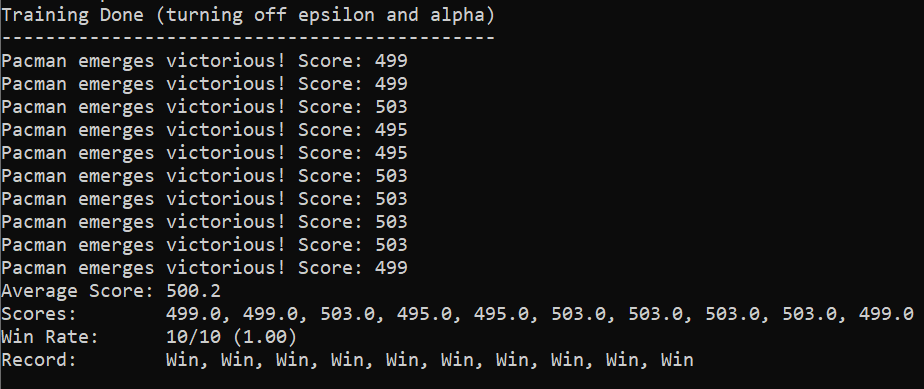 Training Done (turning off epsilon and alpha)
---------------------------------------------
Pacman emerges victorious! Score: 499
Pacman emerges victorious! Score: 499
Pacman emerges victorious! Score: 503
Pacman emerges victorious! Score: 495
Pacman emerges victorious! Score: 495
Pacman emerges victorious! Score: 503
Pacman emerges victorious! Score: 503
Pacman emerges victorious! Score: 503
Pacman emerges victorious! Score: 503
Pacman emerges victorious! Score: 499
Average Score: 500.2
Scores:        499.0, 499.0, 503.0, 495.0, 495.0, 503.0, 503.0, 503.0, 503.0, 499.0
Win Rate:      10/10 (1.00)
Record:        Win, Win, Win, Win, Win, Win, Win, Win, Win, Win